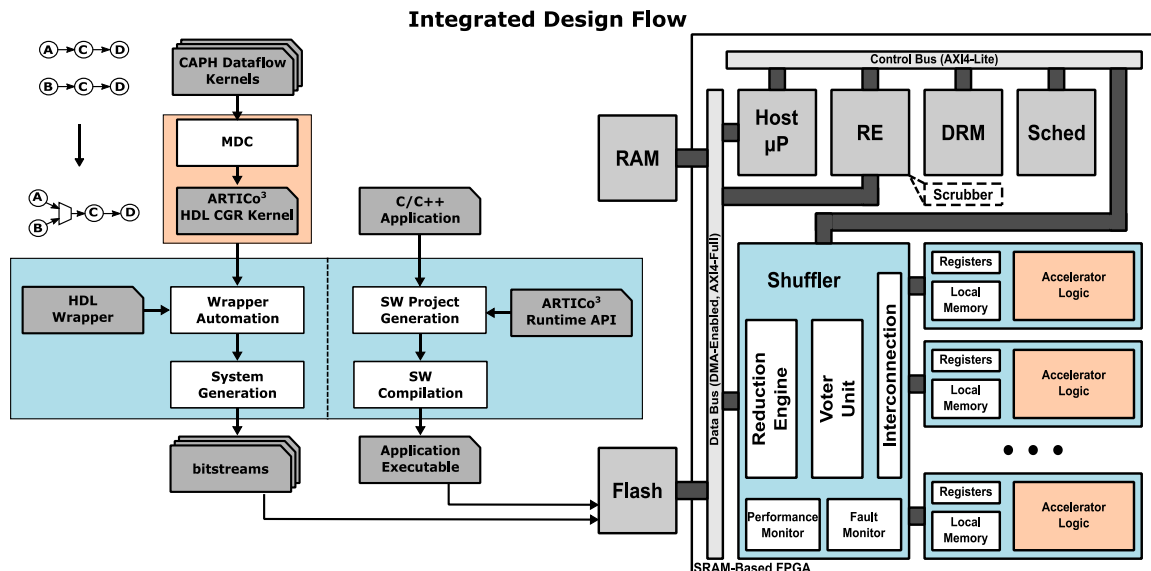 Integrated Design Flow
A C D
B C D
A
B
C D
CAPH Dataflow
Kernels
MDC
ARTICo³
HDL CGR Kernel
C/C++
Application
HDL
Wrapper
Wrapper
Automation
SW Project
Generation
ARTICo³
Runtime API
System
Generation
SW
Compilation
bitstreams
Application
Executable
RAM
Flash
Control Bus (AXI4-Lite)
Data Bus (DMA-Enabled, AXI4-Full)
Host
µP
RE
DRM
Sched
Scrubber
Shuffler
Reduction
Engine
Voter
Unit
Interconnection
Performance
Monitor
Fault
Monitor
Registers
Local
Memory
Accelerator
Logic
Registers
Local
Memory
Accelerator
Logic
• • •
Registers
Local
Memory
Accelerator
Logic
SRAM-Based FPGA